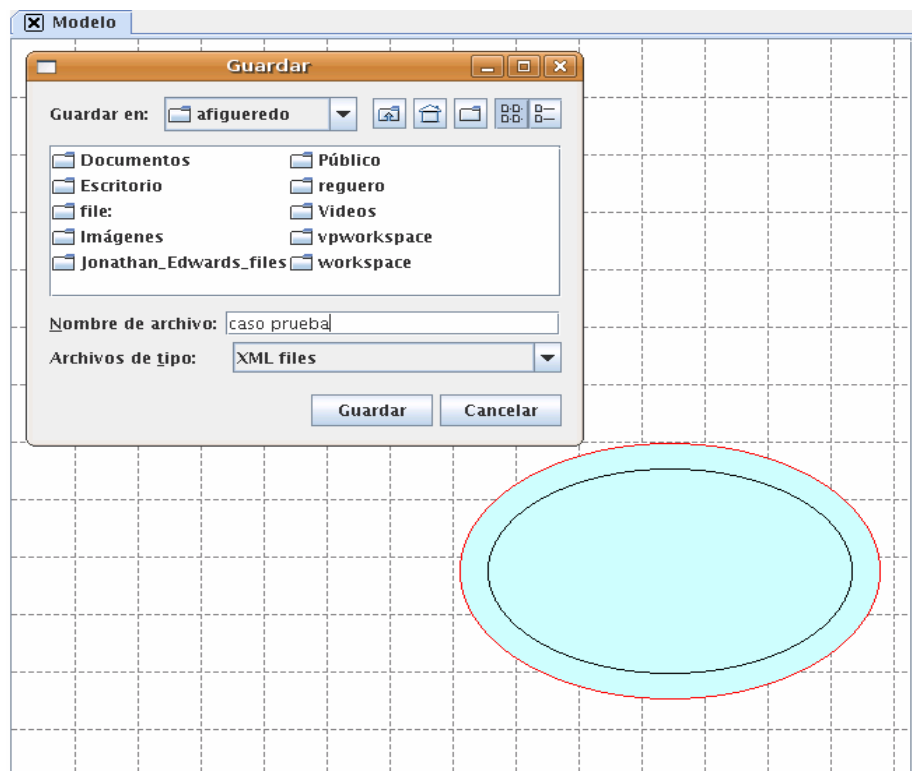 Modelo
Guardar
Guardar en: afigueredo
Documentos Público
Escritorio reguero
file: Videos
Imágenes vpworkspace
Jonathan_Edwards_files workspace
Nombre de archivo: caso prueba
Archivos de tipo: XML files
Guardar Cancelar